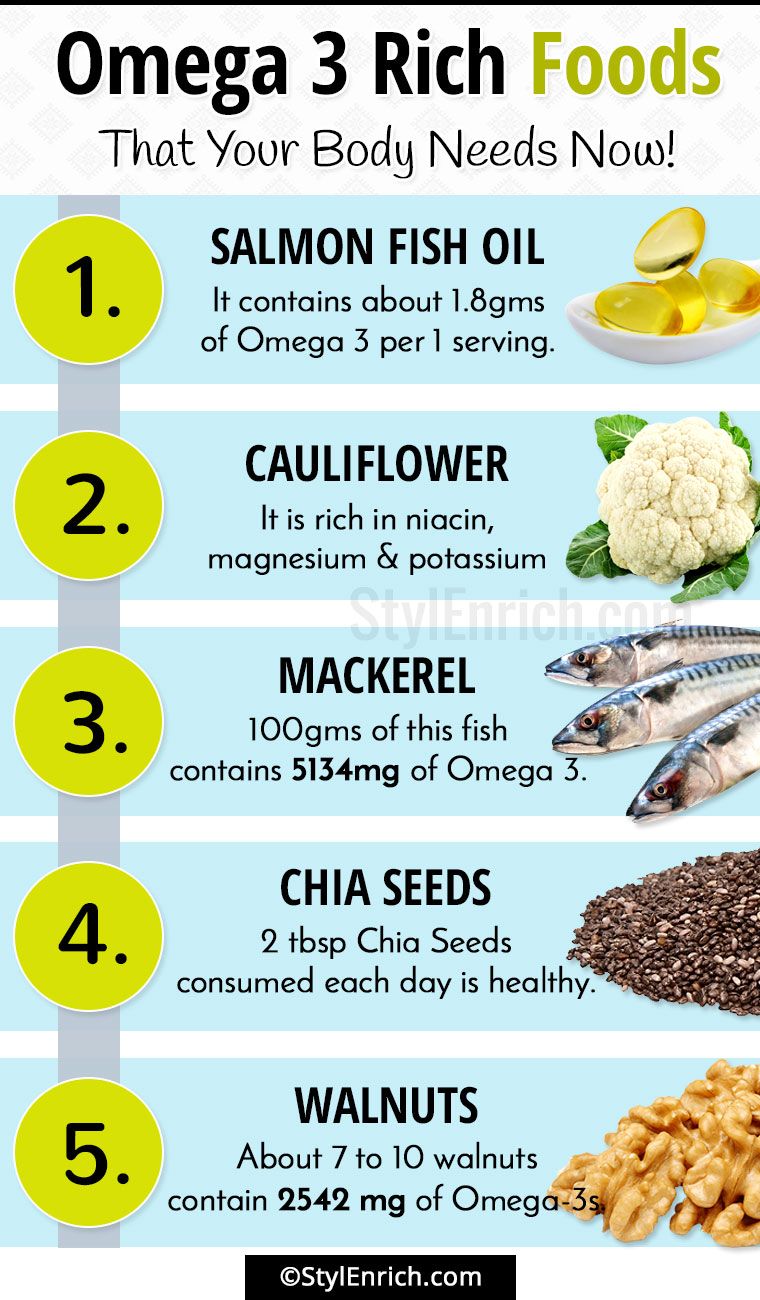 Omega 3 Rich Foods
That Your Body Needs Now!
1.
SALMON FISH OIL
It contains about 1.8gms
of Omega 3 per 1 serving.
2.
CAULIFLOWER
It is rich in niacin,
magnesium & potassium
StylEnrich.com
3.
MACKEREL
100gms of this fish
contains 5134mg of Omega 3.
4.
CHIA SEEDS
2 tbsp Chia Seeds
consumed each day is healthy.
5.
WALNUTS
About 7 to 10 walnuts
contain 2542 mg of Omega-3s.
©StylEnrich.com